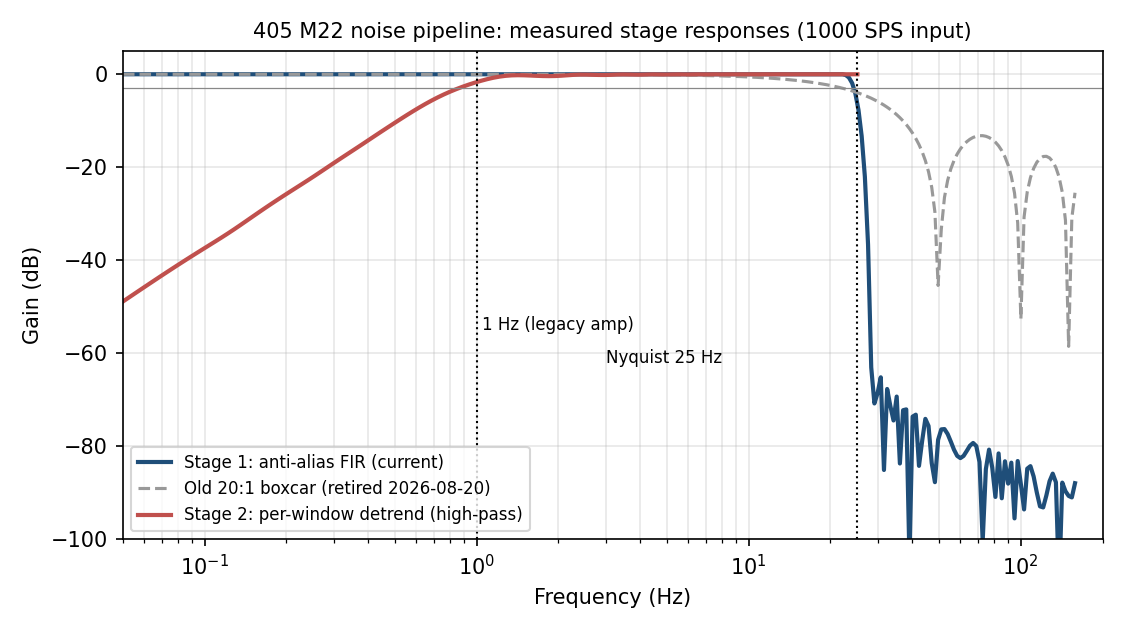 405 M22 noise pipeline: measured stage responses (1000 SPS input)
Gain (dB)
0
−20
−40
−60
−80
−100
1 Hz (legacy amp)
Nyquist 25 Hz
Stage 1: anti-alias FIR (current)
Old 20:1 boxcar (retired 2026-08-20)
Stage 2: per-window detrend (high-pass)
10⁻¹
10⁰
10¹
10²
Frequency (Hz)